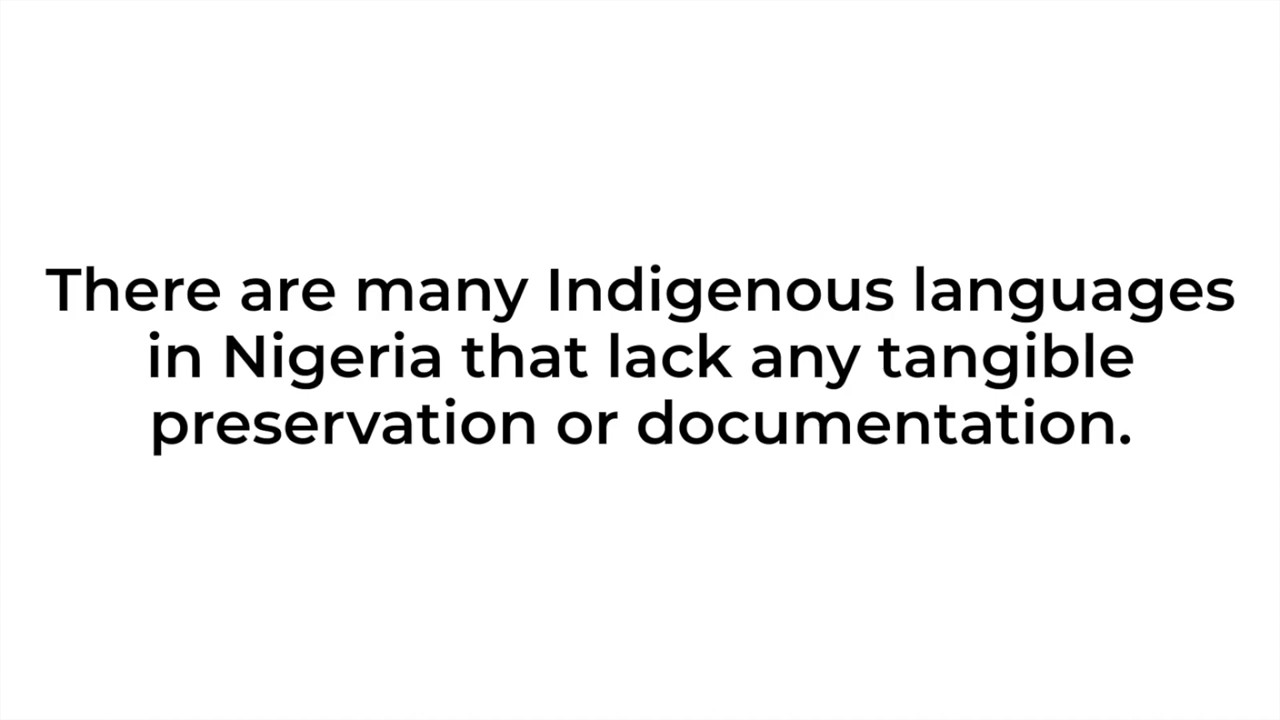 There are many Indigenous languages
in Nigeria that lack any tangible
preservation or documentation.